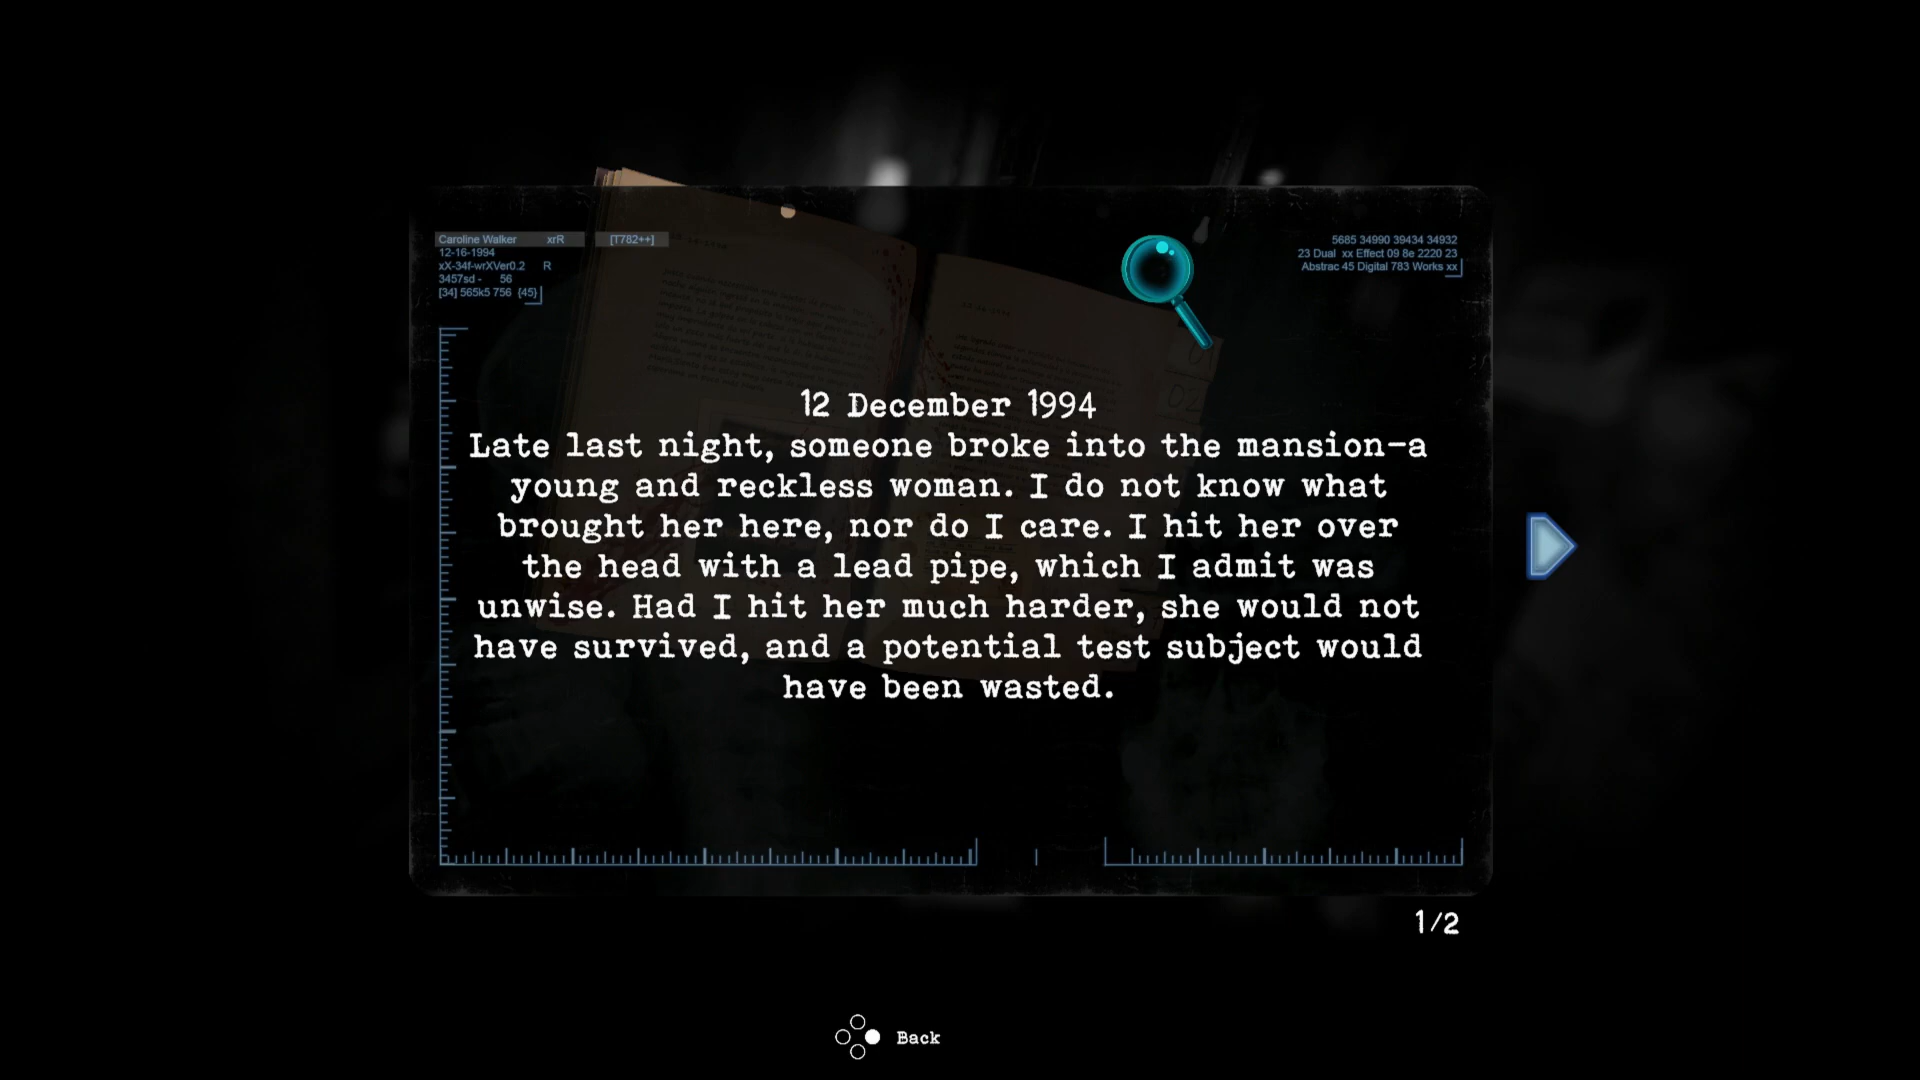 Caroline Walker xrR [T782++]
12-16-1994
xX-34f-wrXVer0.2 R
3457sd - 56
[34] 565k5 756 {45}
5685 34990 39434 34932
23 Dual xx Effect 09 8e 2220 23
Abstrac 45 Digital 783 Works xx
12 December 1994
Late last night, someone broke into the mansion—a
young and reckless woman. I do not know what
brought her here, nor do I care. I hit her over
the head with a lead pipe, which I admit was
unwise. Had I hit her much harder, she would not
have survived, and a potential test subject would
have been wasted.
1/2
Back